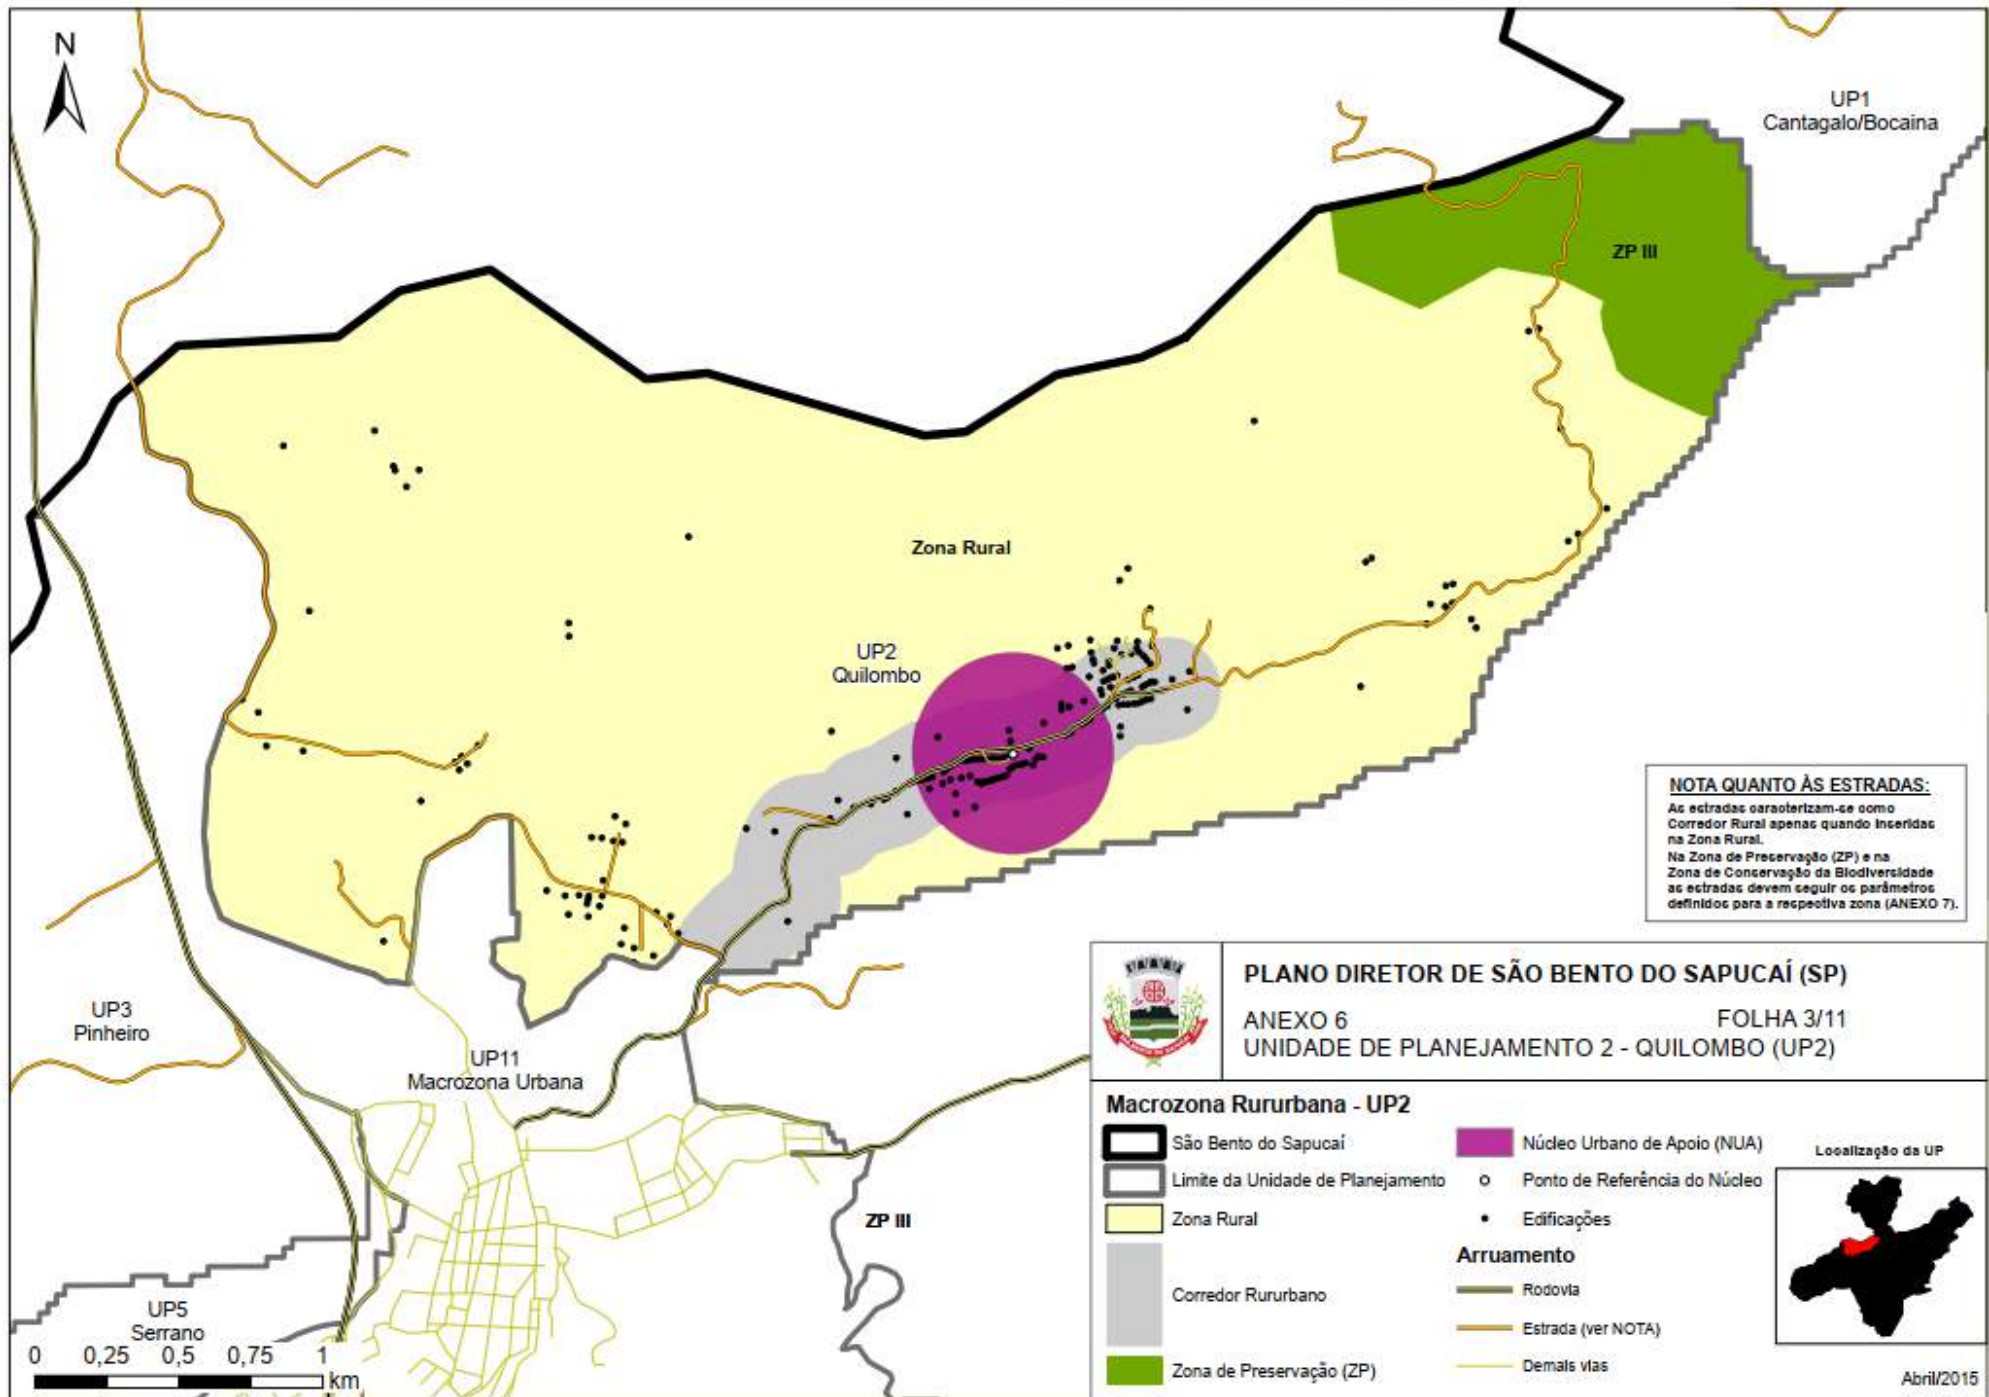 N
UP1
Cantagalo/Bocaina
ZP III
Zona Rural
UP2
Quilombo
NOTA QUANTO ÀS ESTRADAS:
As estradas caracterizam-se como
Corredor Rural apenas quando inseridas
na Zona Rural.
Na Zona de Preservação (ZP) e na
Zona de Conservação da Biodiversidade
as estradas devem seguir os parâmetros
definidos para a respectiva zona (ANEXO 7).
UP3
Pinheiro
UP11
Macrozona Urbana
ZP III
UP5
Serrano
0 0,25 0,5 0,75 1
km
PLANO DIRETOR DE SÃO BENTO DO SAPUCAÍ (SP)
ANEXO 6 FOLHA 3/11
UNIDADE DE PLANEJAMENTO 2 - QUILOMBO (UP2)
Macrozona Rururbana - UP2
São Bento do Sapucaí
Limite da Unidade de Planejamento
Zona Rural
Corredor Rururbano
Zona de Preservação (ZP)
Núcleo Urbano de Apoio (NUA)
Ponto de Referência do Núcleo
Edificações
Arruamento
Rodovia
Estrada (ver NOTA)
Demais vias
Localização da UP
Abril/2015